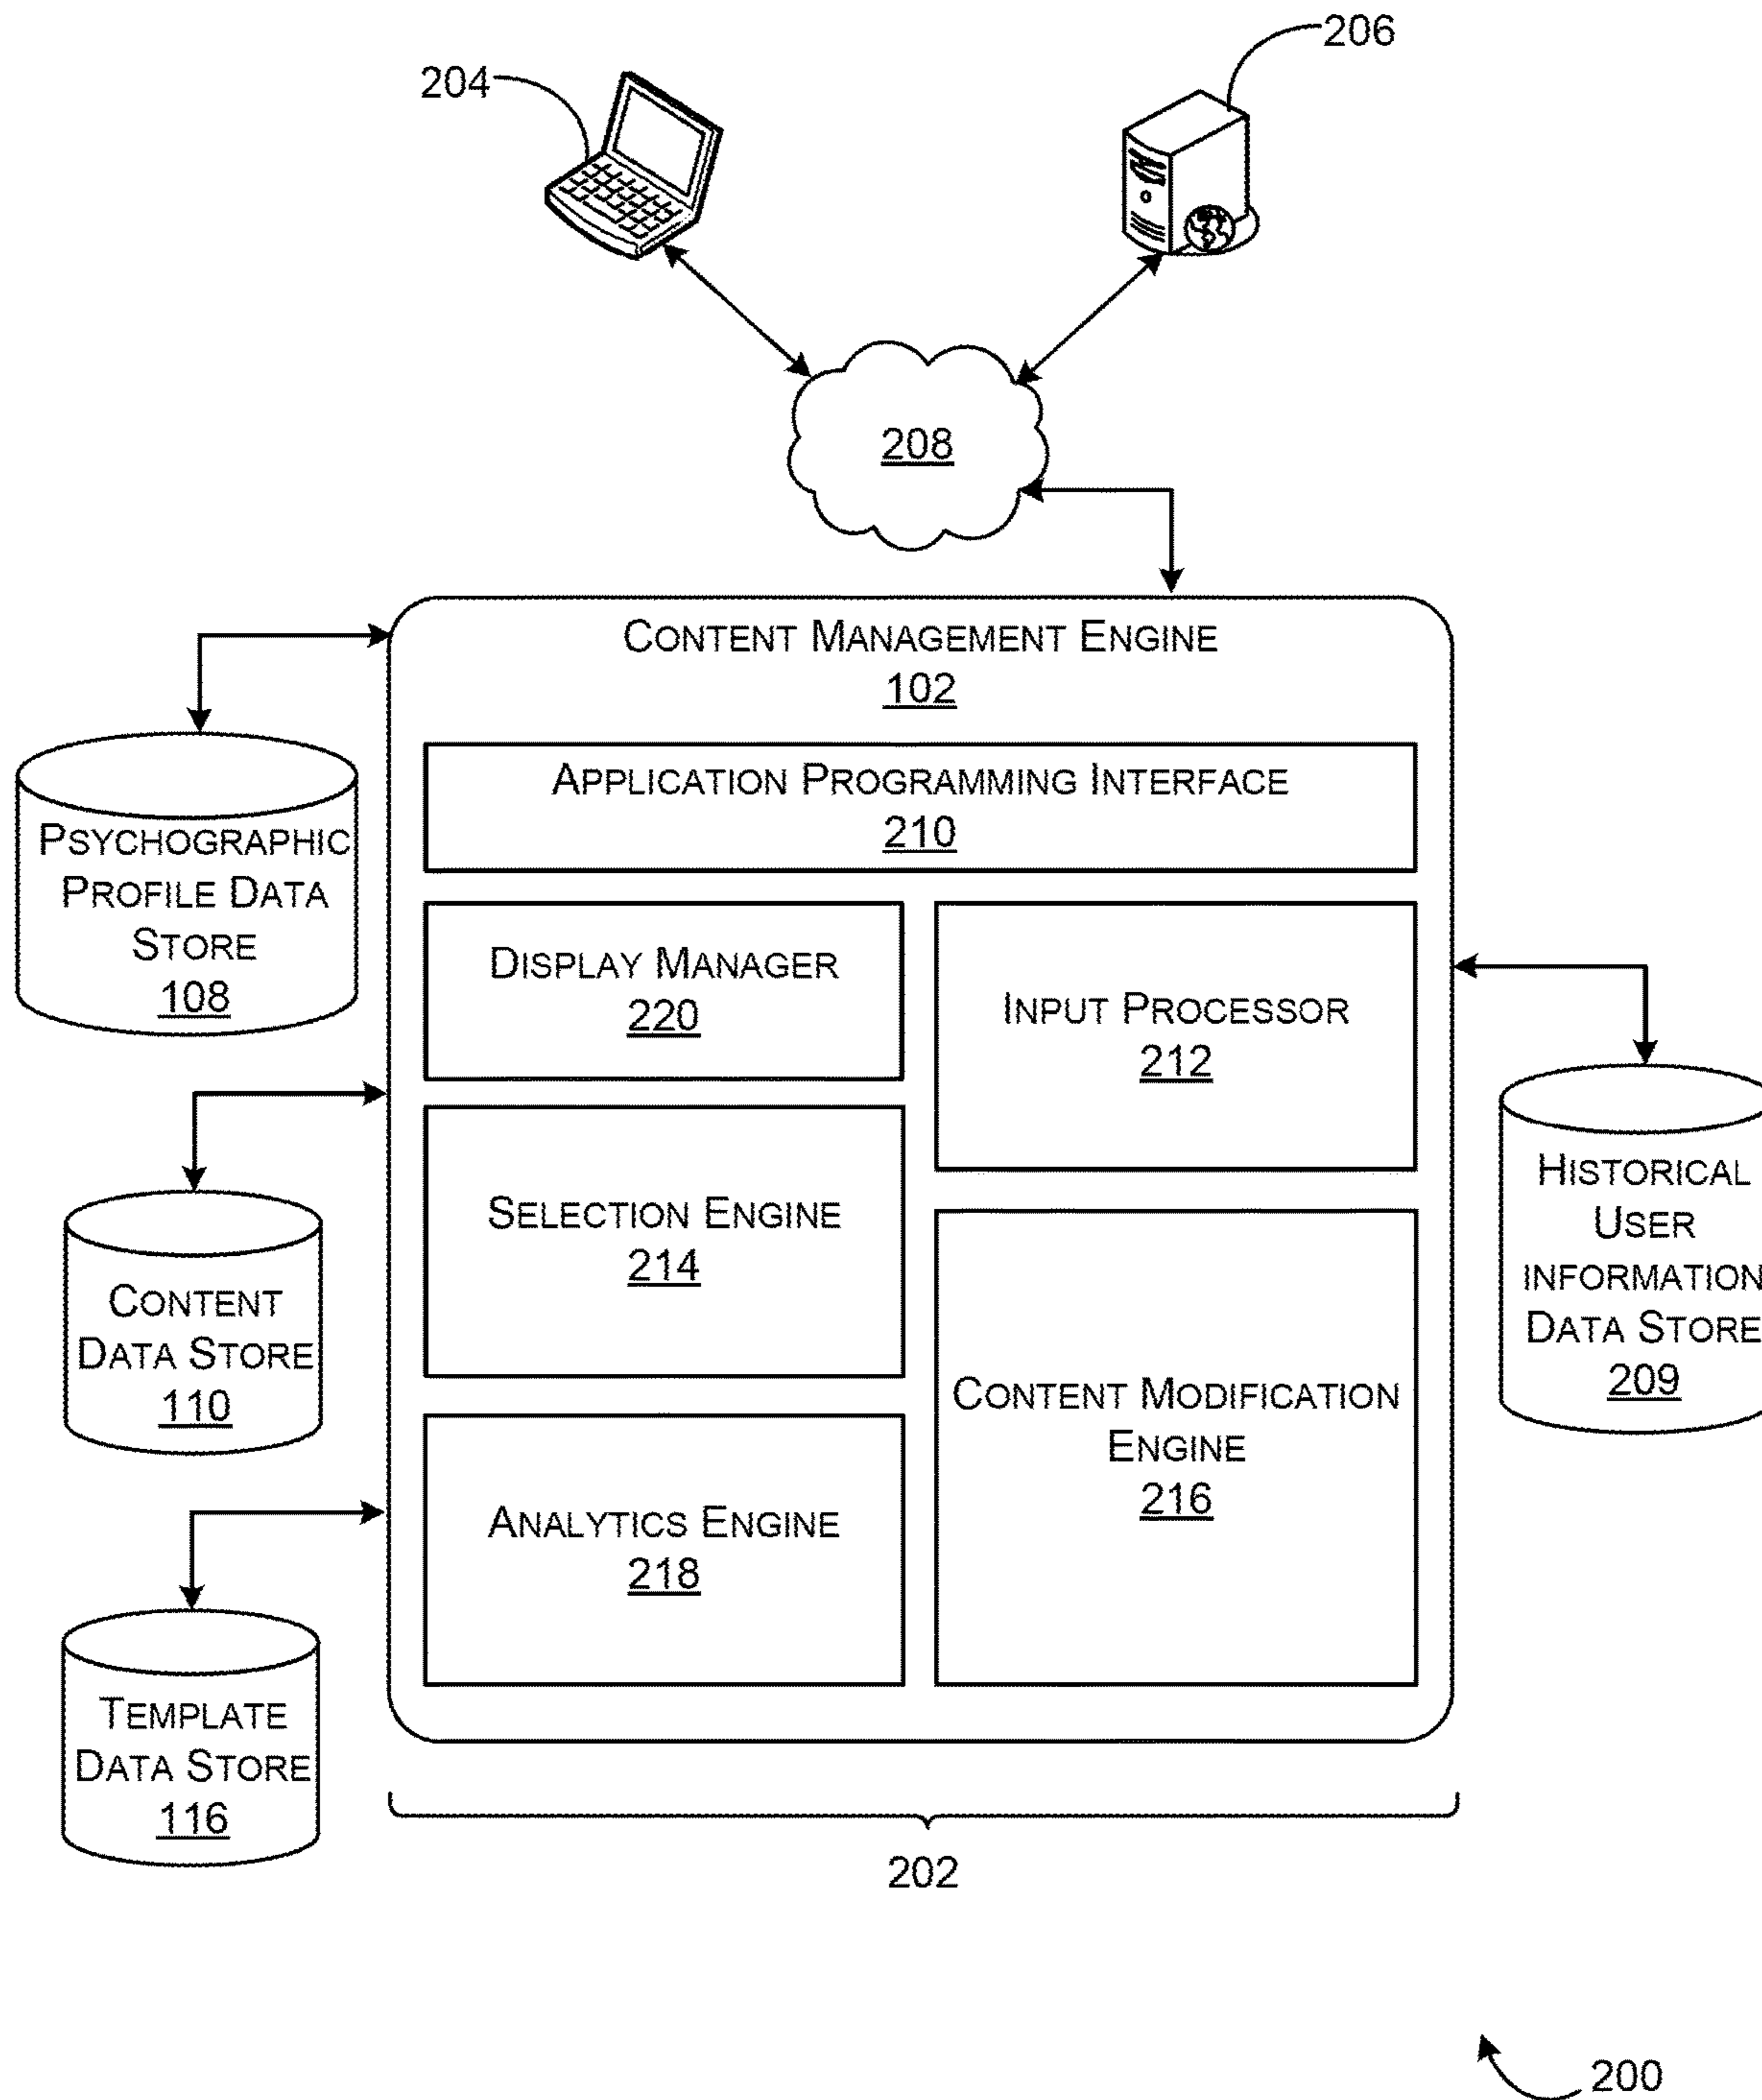 206
204
208
CONTENT MANAGEMENT ENGINE
102
APPLICATION PROGRAMMING INTERFACE
210
PSYCHOGRAPHIC
PROFILE DATA
STORE
108
DISPLAY MANAGER
220
INPUT PROCESSOR
212
SELECTION ENGINE
214
HISTORICAL
USER
INFORMATION
DATA STORE
209
CONTENT
DATA STORE
110
CONTENT MODIFICATION
ENGINE
216
ANALYTICS ENGINE
218
TEMPLATE
DATA STORE
116
202
200